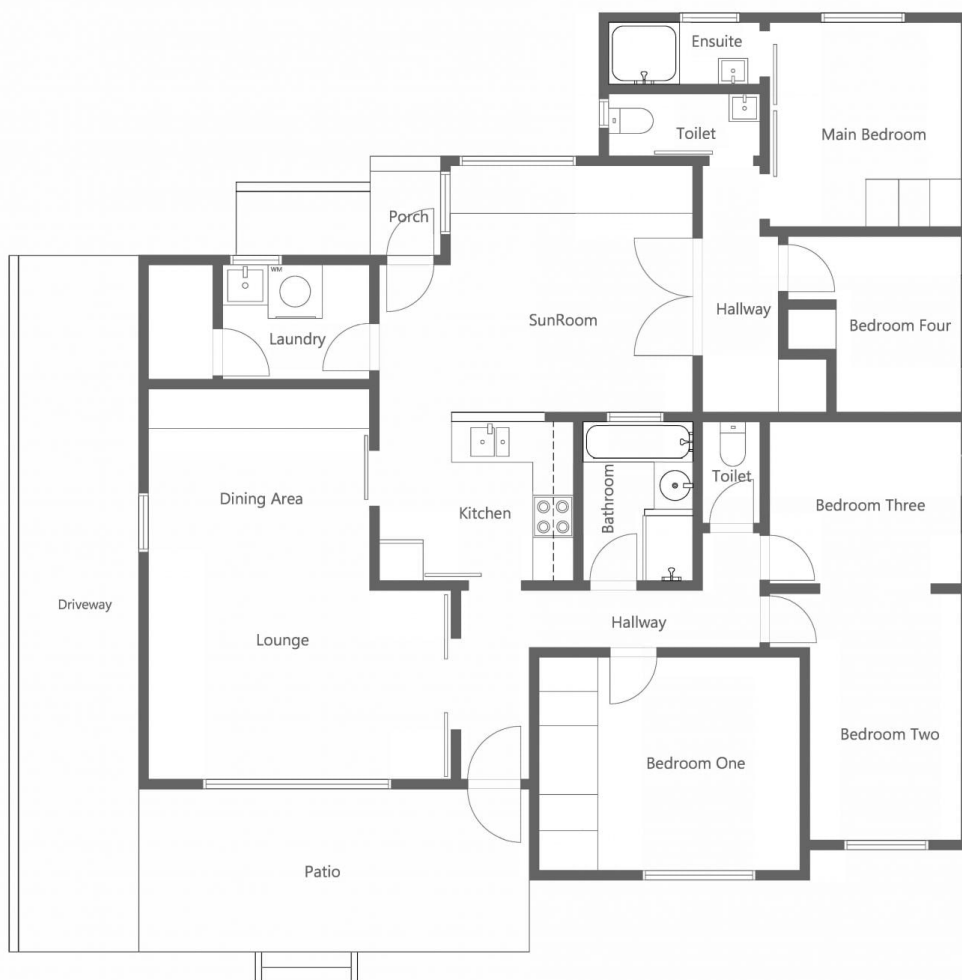 Ensuite
Toilet
Main Bedroom
Porch
WM
Laundry
SunRoom
Hallway
Bedroom Four
Dining Area
Kitchen
Bathroom
Toilet
Bedroom Three
Driveway
Lounge
Hallway
Bedroom One
Bedroom Two
Patio